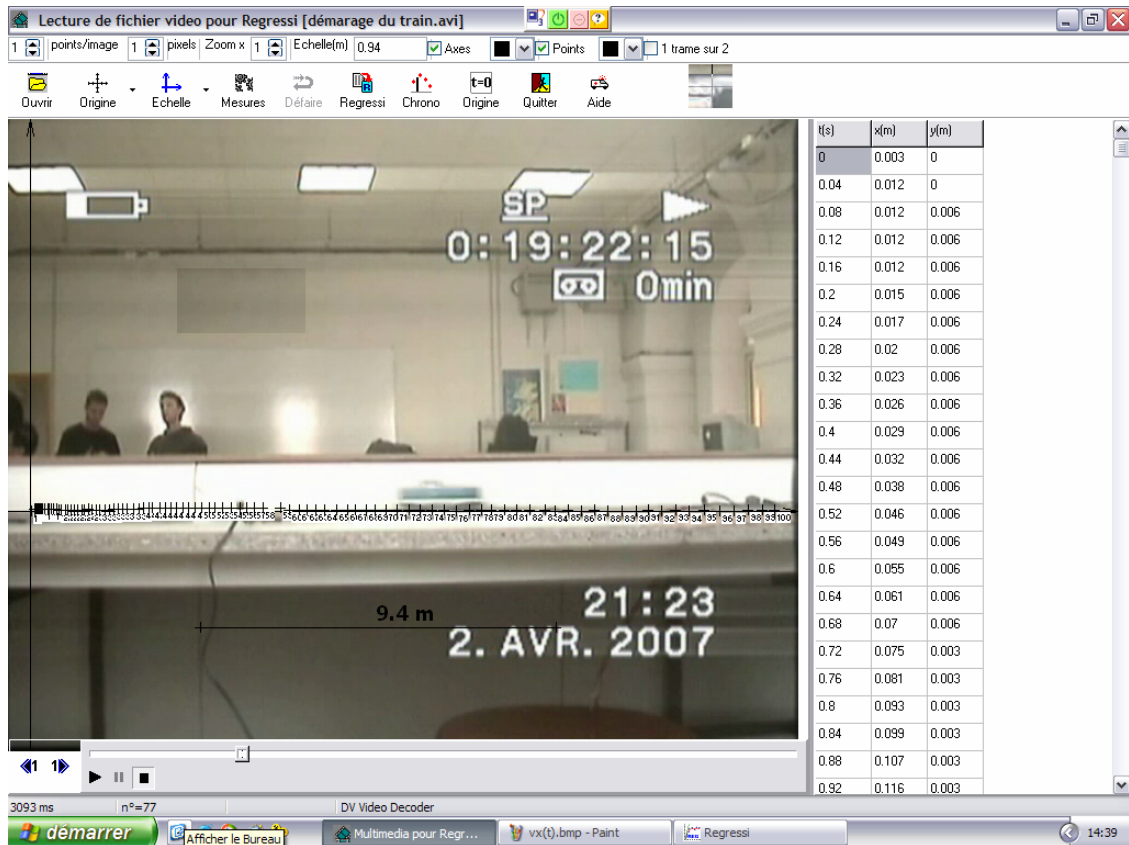 Lecture de fichier video pour Regressi [démarage du train.avi]
1 points/image 1 pixels Zoom x 1 Echelle(m) 0.94 Axes Points 1 trame sur 2
Ouvrir Origine Echelle Mesures Défaire Regressi Chrono t=0 Origine Quitter Aide
SP
0:19:22:15
0min
9.4 m
21:23
2. AVR. 2007
t(s) x(m) y(m)
0 0.003 0
0.04 0.012 0
0.08 0.012 0.006
0.12 0.012 0.006
0.16 0.012 0.006
0.2 0.015 0.006
0.24 0.017 0.006
0.28 0.02 0.006
0.32 0.023 0.006
0.36 0.026 0.006
0.4 0.029 0.006
0.44 0.032 0.006
0.48 0.038 0.006
0.52 0.046 0.006
0.56 0.049 0.006
0.6 0.055 0.006
0.64 0.061 0.006
0.68 0.07 0.006
0.72 0.075 0.003
0.76 0.081 0.003
0.8 0.093 0.003
0.84 0.099 0.003
0.88 0.107 0.003
0.92 0.116 0.003
1 1
3093 ms n°=77 DV Video Decoder
démarrer Afficher le Bureau Multimedia pour Regr... vx(t).bmp - Paint Regressi 14:39